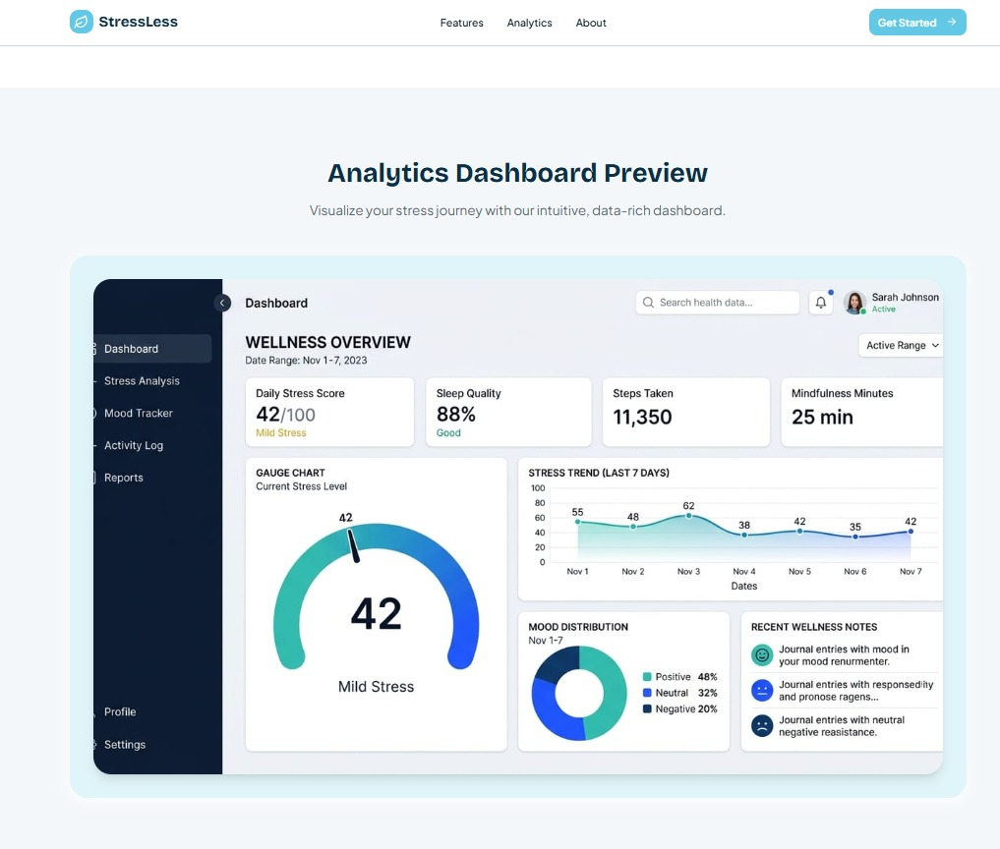 StressLess
Features
Analytics
About
Get Started
Analytics Dashboard Preview
Visualize your stress journey with our intuitive, data-rich dashboard.
Dashboard
Stress Analysis
Mood Tracker
Activity Log
Reports
Profile
Settings
Dashboard
Search health data...
Sarah Johnson
Active
WELLNESS OVERVIEW
Date Range: Nov 1-7, 2023
Active Range
Daily Stress Score
42/100
Mild Stress
Sleep Quality
88%
Good
Steps Taken
11,350
Mindfulness Minutes
25 min
GAUGE CHART
Current Stress Level
42
42
Mild Stress
STRESS TREND (LAST 7 DAYS)
100
80
60
40
20
0
55
48
62
38
42
35
42
Nov 1
Nov 2
Nov 3
Nov 4
Nov 5
Nov 6
Nov 7
Dates
MOOD DISTRIBUTION
Nov 1-7
Positive 48%
Neutral 32%
Negative 20%
RECENT WELLNESS NOTES
Journal entries with mood in
your mood renurmenter.
Journal entries with
and pronose ragens...
Journal entries with neutral
negative reasistance.